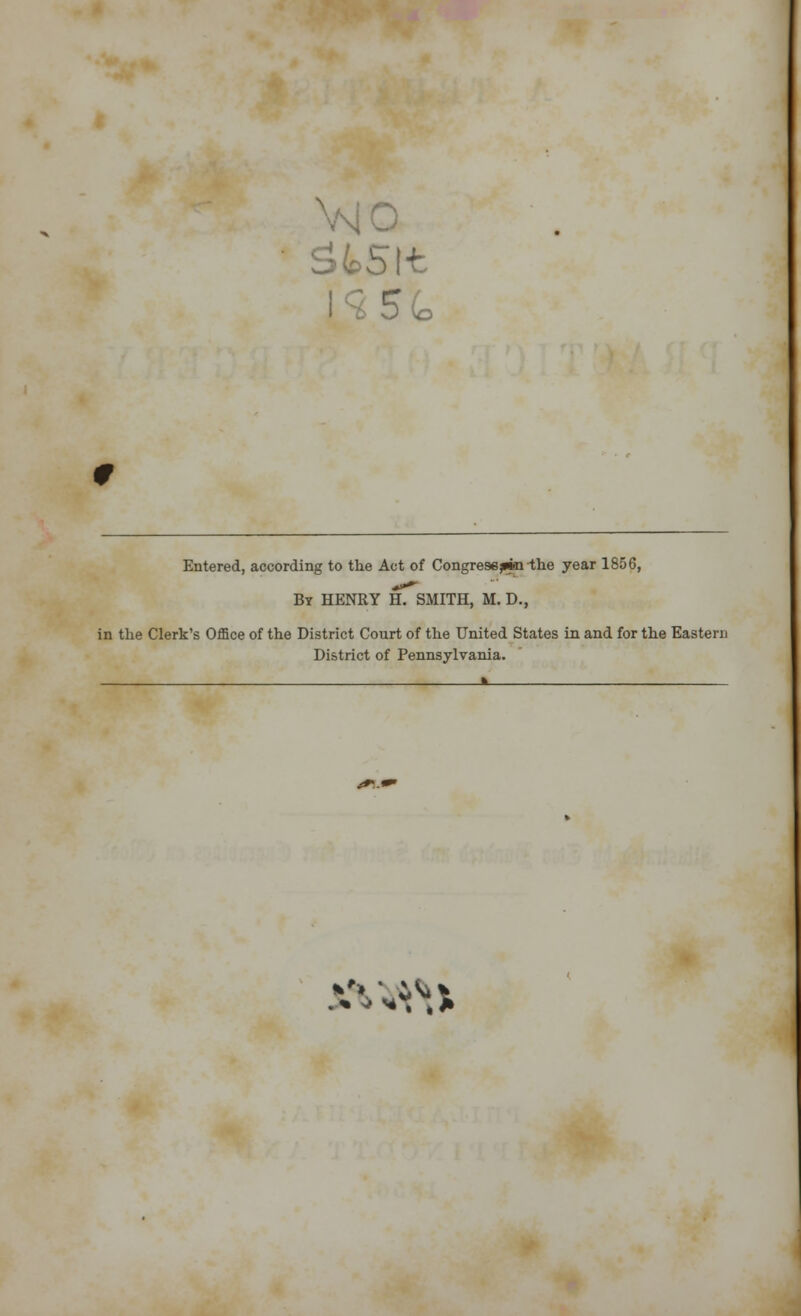 WO
S651t
1856
Entered, according to the Act of Congress, in the year 1856,
By HENRY H. SMITH, M. D.,
in the Clerk's Office of the District Court of the United States in and for the Eastern
District of Pennsylvania.